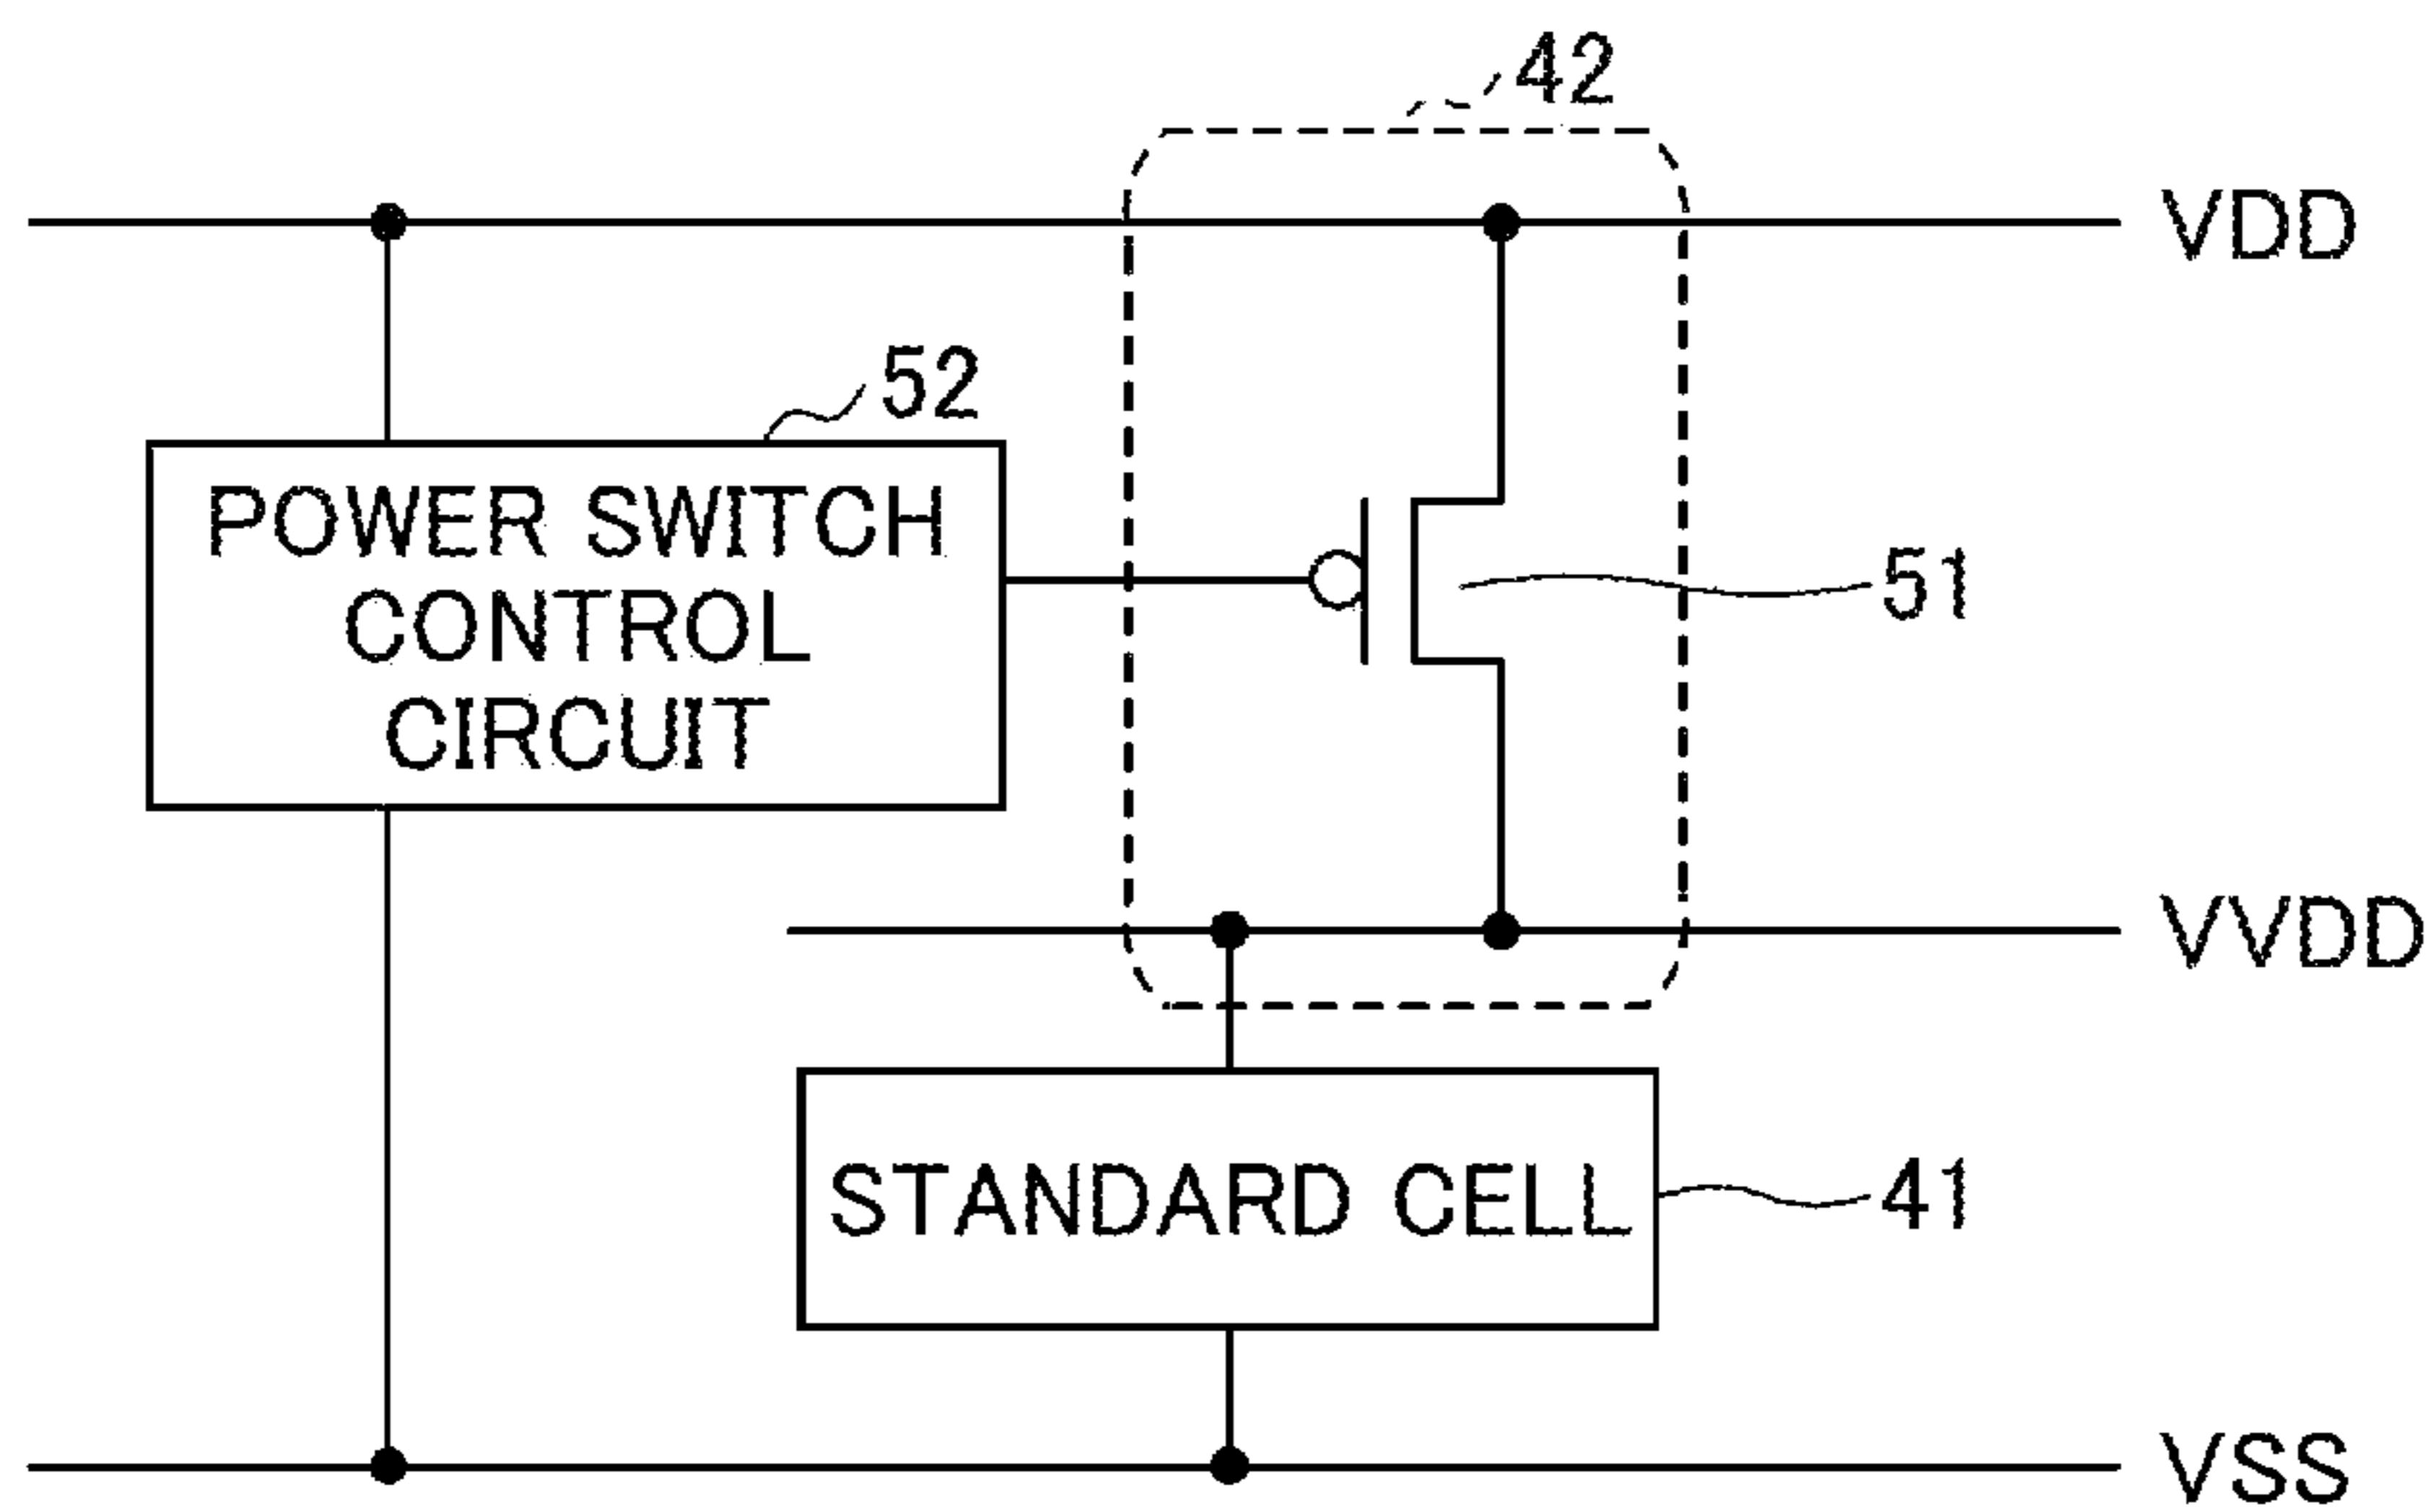 42
VDD
52
POWER SWITCH
CONTROL
CIRCUIT
51
VVDD
STANDARD CELL
41
VSS